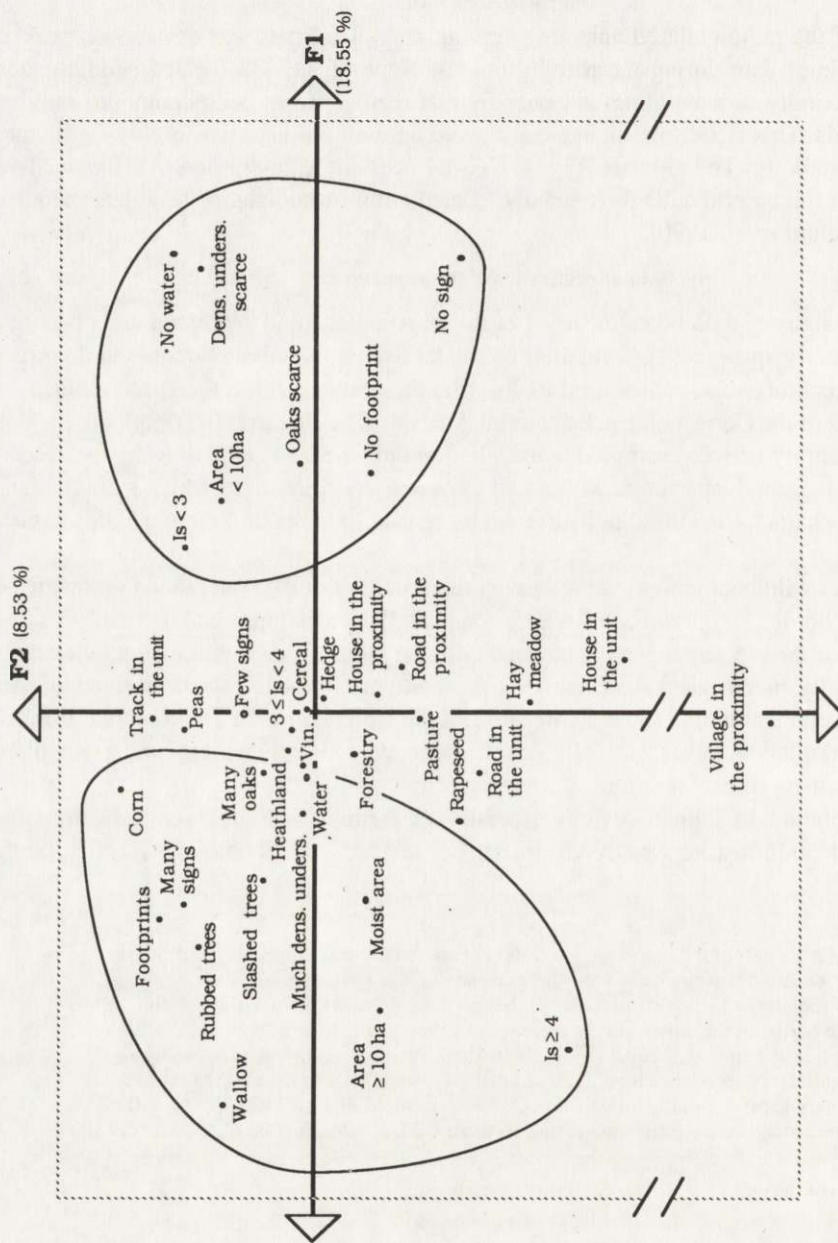 F2 (8.53 %)
Track in
the unit
Corn
Footprints
Many
signs
Peas
No water
Is < 3
Rubbed trees
Dens. unders.
scarce
Wallow
Slashed trees
Many
oaks
Few signs
Area
< 10ha
Heathland
3 ≤ Is < 4
Much dens. unders.
Vin.
Cereal
Oaks scarce
F1
(18.55 %)
Water
Hedge
Area
≥ 10 ha
Moist area
Forestry
House in the
proximity
No footprint
Road in the
proximity
Pasture
No sign
Rapeseed
Road in
the unit
Hay
meadow
Is ≥ 4
House in
the unit
Village in
the proximity